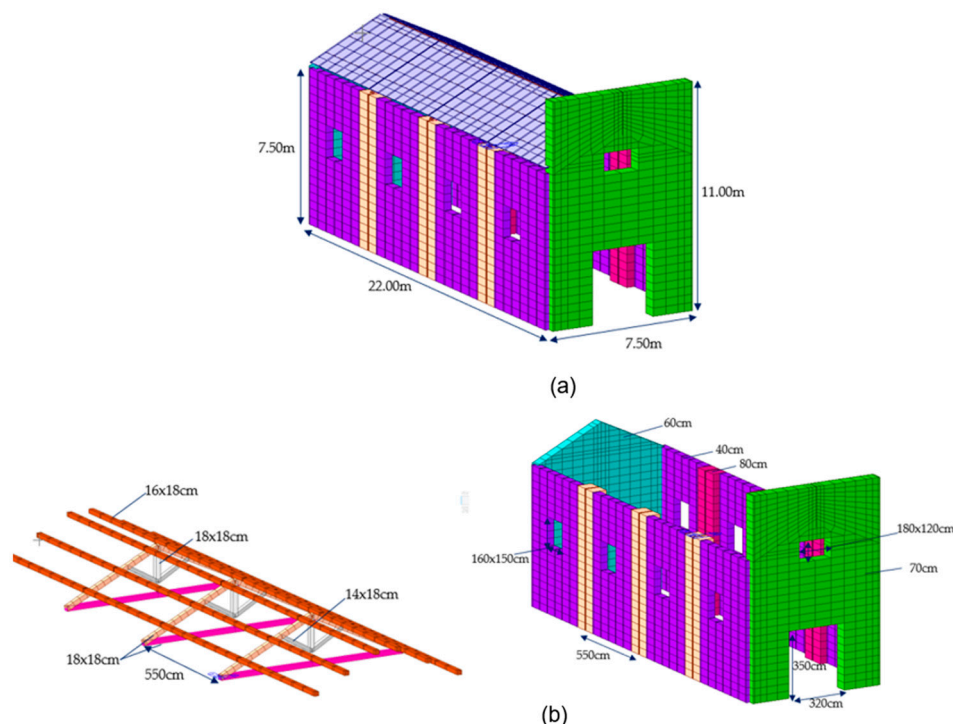 7.50m
11.00m
22.00m
7.50m
(a)
60cm
40cm
80cm
16x18cm
18x18cm
180x120cm
160x150cm
70cm
14x18cm
18x18cm
550cm
550cm
350cm
320cm
(b)